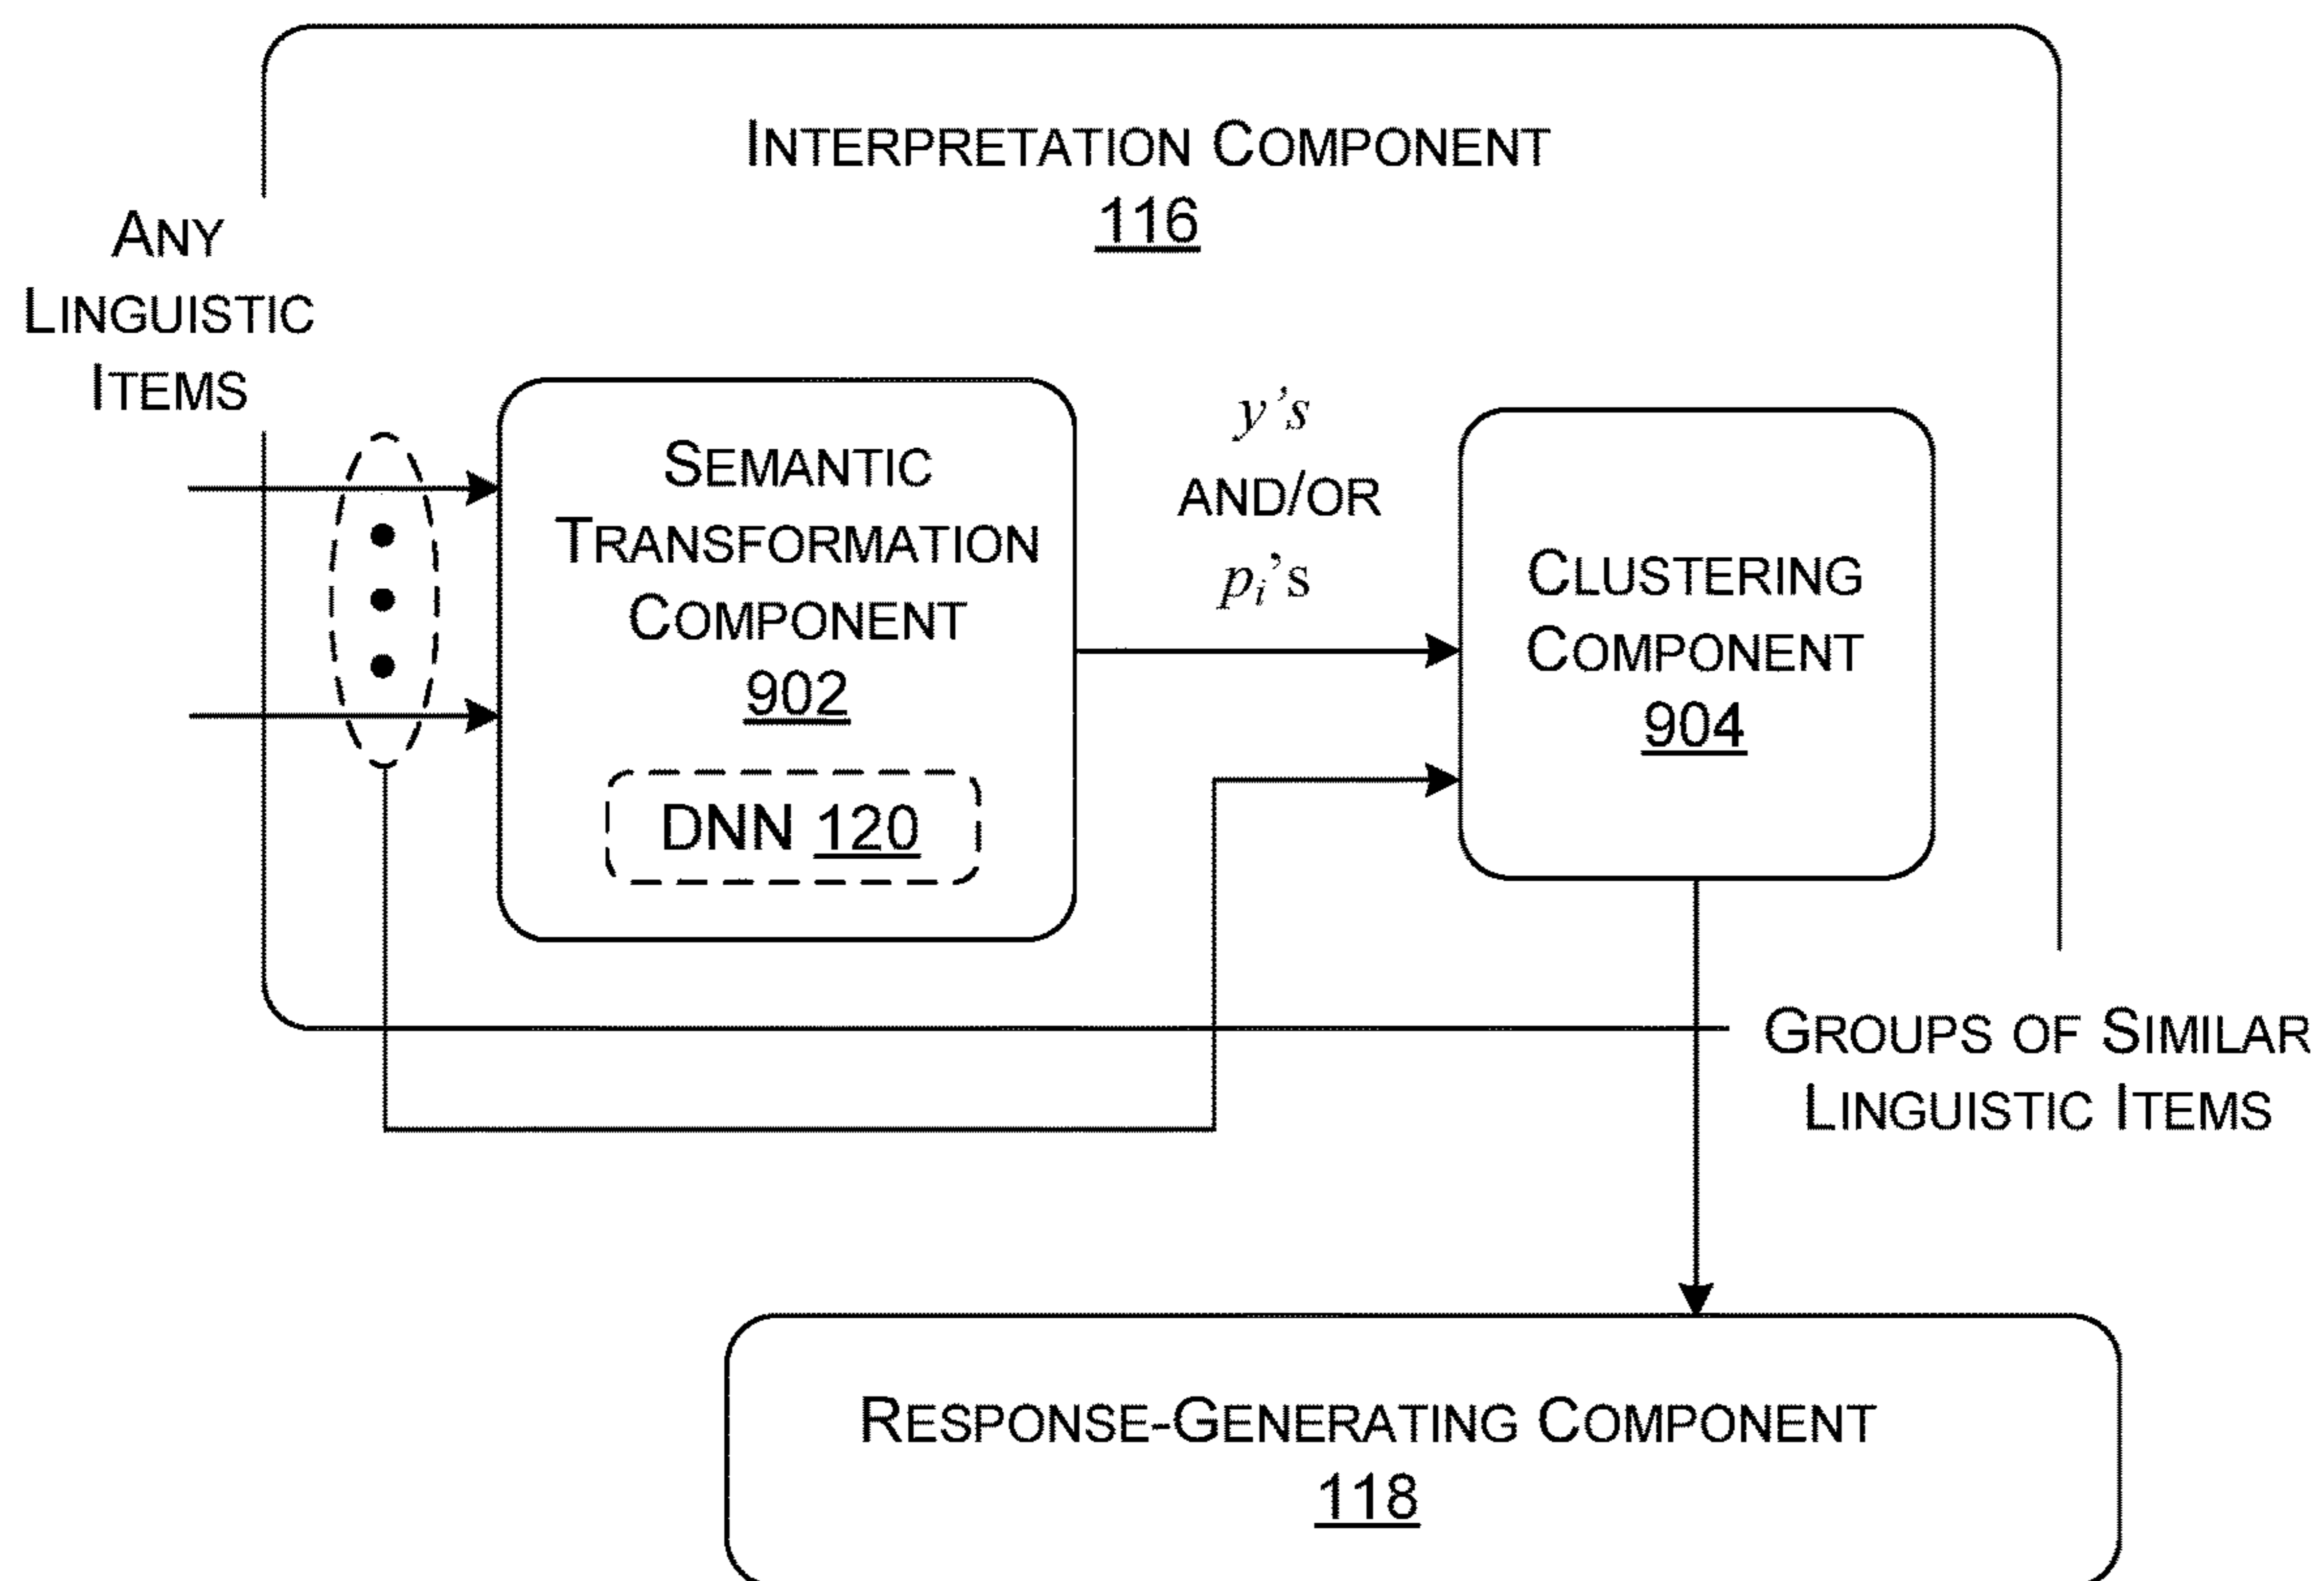 INTERPRETATION COMPONENT
116
ANY
LINGUISTIC
ITEMS
SEMANTIC
TRANSFORMATION
COMPONENT
902
DNN 120
y's
AND/OR
pᵢ's
CLUSTERING
COMPONENT
904
GROUPS OF SIMILAR
LINGUISTIC ITEMS
RESPONSE-GENERATING COMPONENT
118